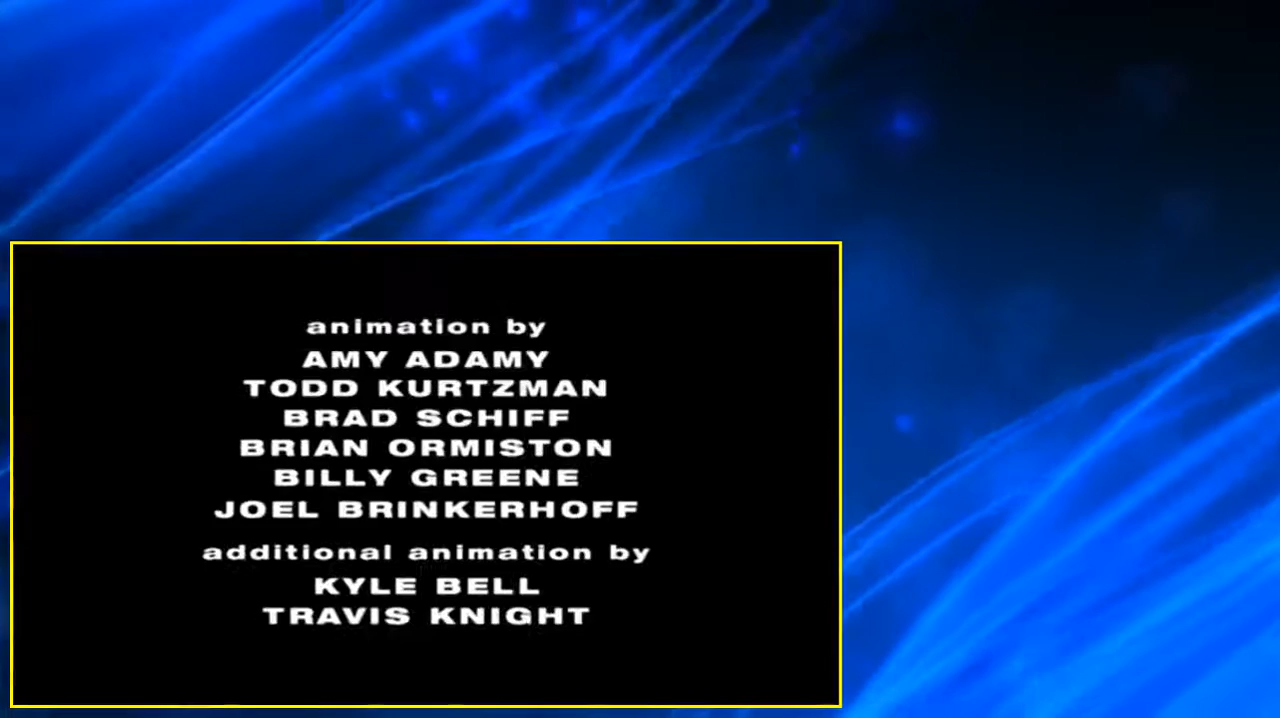 animation by
AMY ADAMY
TODD KURTZMAN
BRAD SCHIFF
BRIAN ORMISTON
BILLY GREENE
JOEL BRINKERHOFF
additional animation by
KYLE BELL
TRAVIS KNIGHT